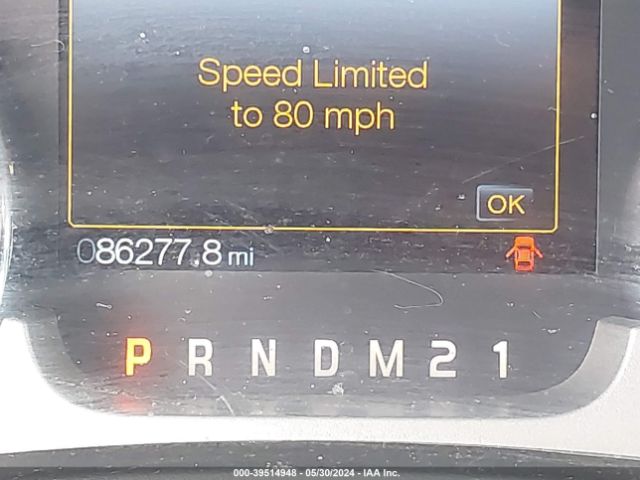 Speed Limited
to 80 mph
OK
086277.8 mi
P R N D M 2 1
000-39514948 - 05/30/2024 - IAA Inc.